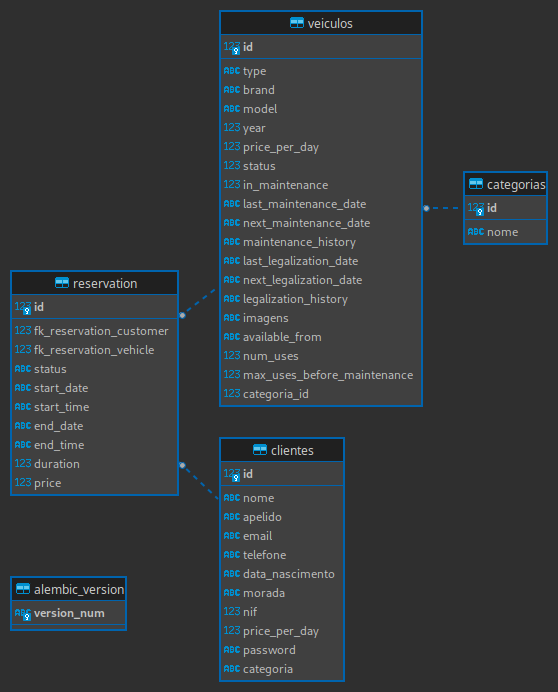 veiculos
123 id
ABC type
ABC brand
ABC model
123 year
123 price_per_day
123 status
123 in_maintenance
ABC last_maintenance_date
ABC next_maintenance_date
ABC maintenance_history
ABC last_legalization_date
ABC next_legalization_date
ABC legalization_history
ABC imagens
ABC available_from
123 num_uses
123 max_uses_before_maintenance
123 categoria_id
categorias
123 id
ABC nome
reservation
123 id
123 fk_reservation_customer
123 fk_reservation_vehicle
ABC status
ABC start_date
ABC start_time
ABC end_date
ABC end_time
123 duration
123 price
clientes
123 id
ABC nome
ABC apelido
ABC email
ABC telefone
ABC data_nascimento
ABC morada
123 nif
123 price_per_day
ABC password
ABC categoria
alembic_version
ABC version_num